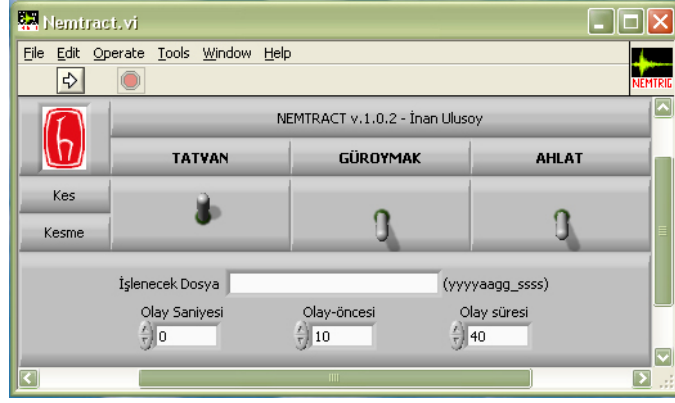 Nemtract.vi
File Edit Operate Tools Window Help
NEMTRIG
NEMTRACT v.1.0.2 - İnan Ulusoy
TATVAN GÜROYMAK AHLAT
Kes
Kesme
İşlenecek Dosya (yyyyaagg_ssss)
Olay Saniyesi Olay-öncesi Olay süresi
0 10 40